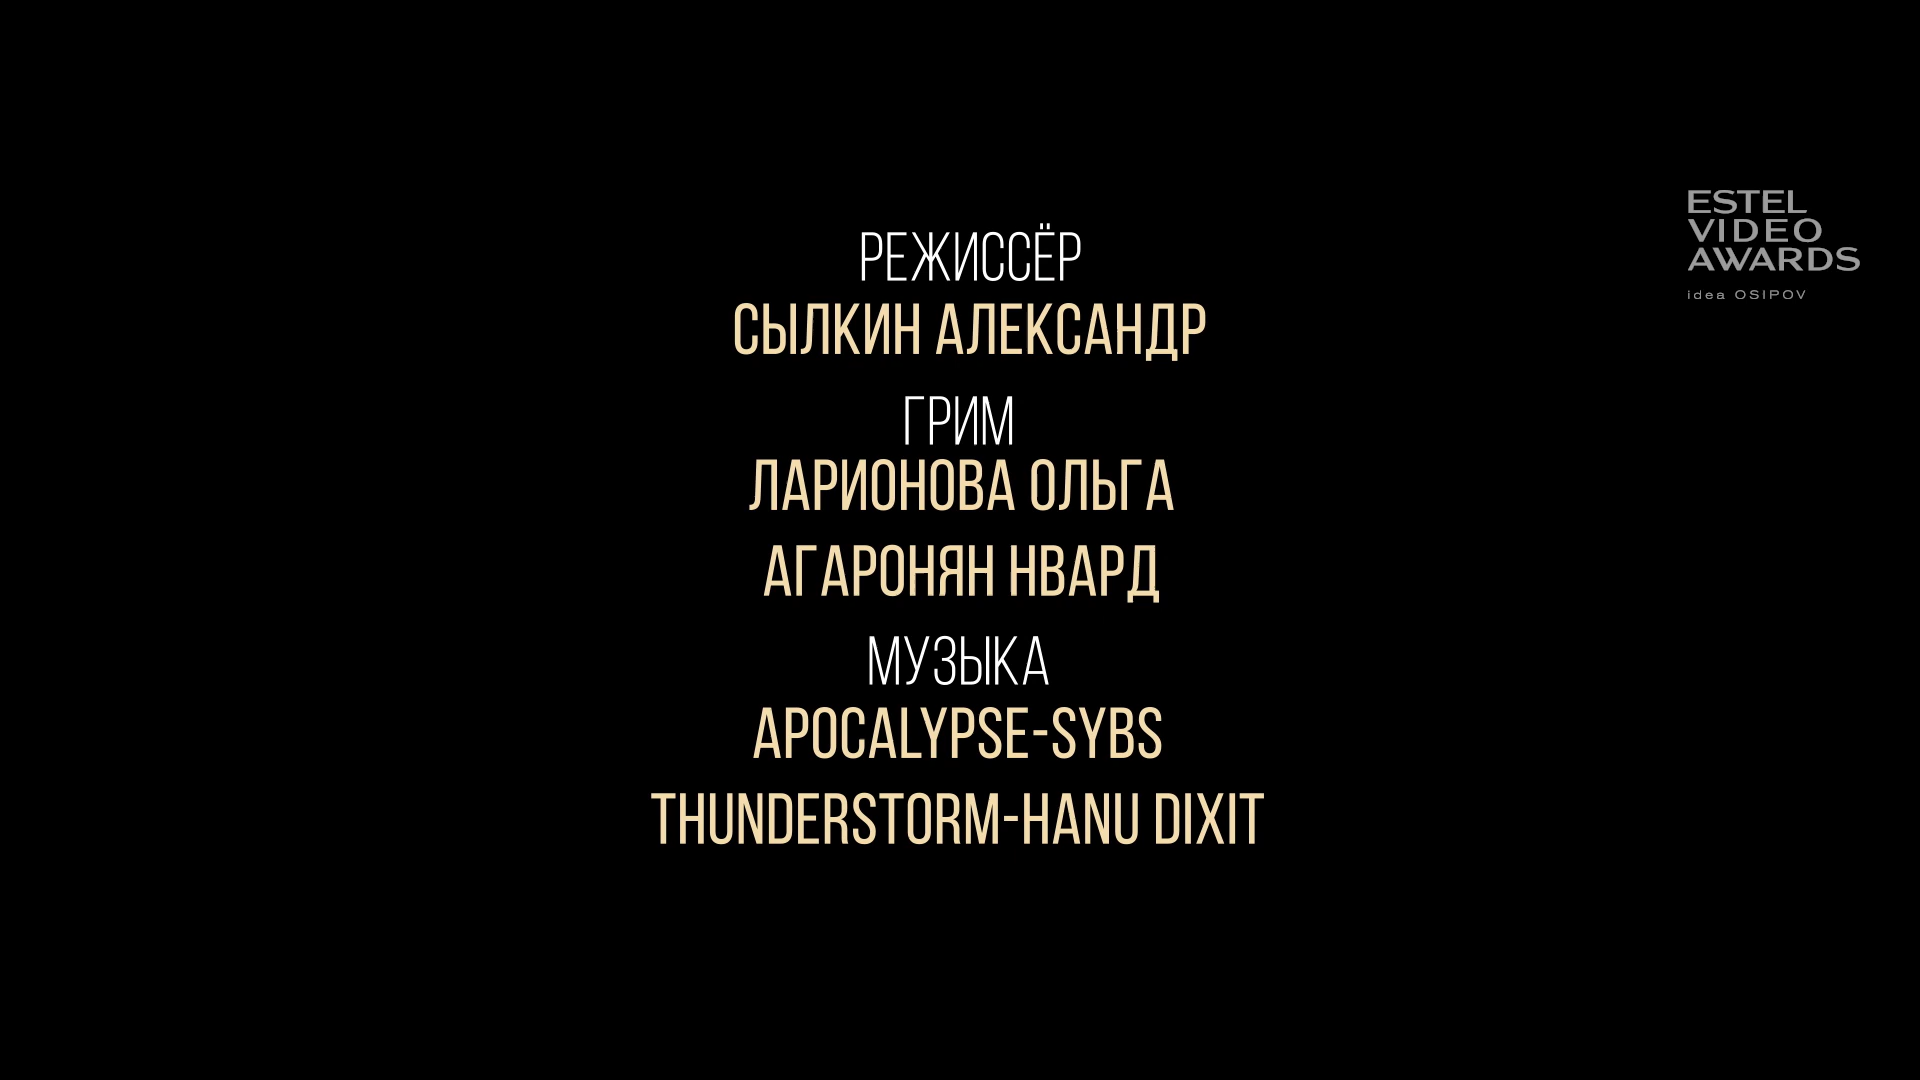 РЕЖИССЁР
СЫЛКИН АЛЕКСАНДР
ГРИМ
ЛАРИОНОВА ОЛЬГА
АГАРОНЯН НВАРД
МУЗЫКА
APOCALYPSE-SYBS
THUNDERSTORM-HANU DIXIT
ESTEL
VIDEO
AWARDS
idea OSIPOV